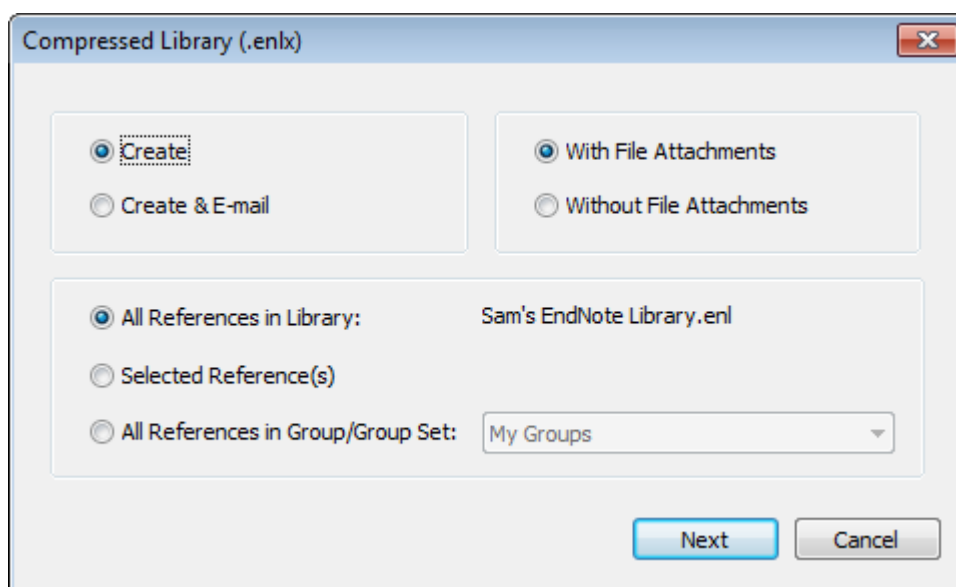 Compressed Library (.enlx)
Create
Create & E-mail
With File Attachments
Without File Attachments
All References in Library: Sam's EndNote Library.enl
Selected Reference(s)
All References in Group/Group Set: My Groups
Next Cancel